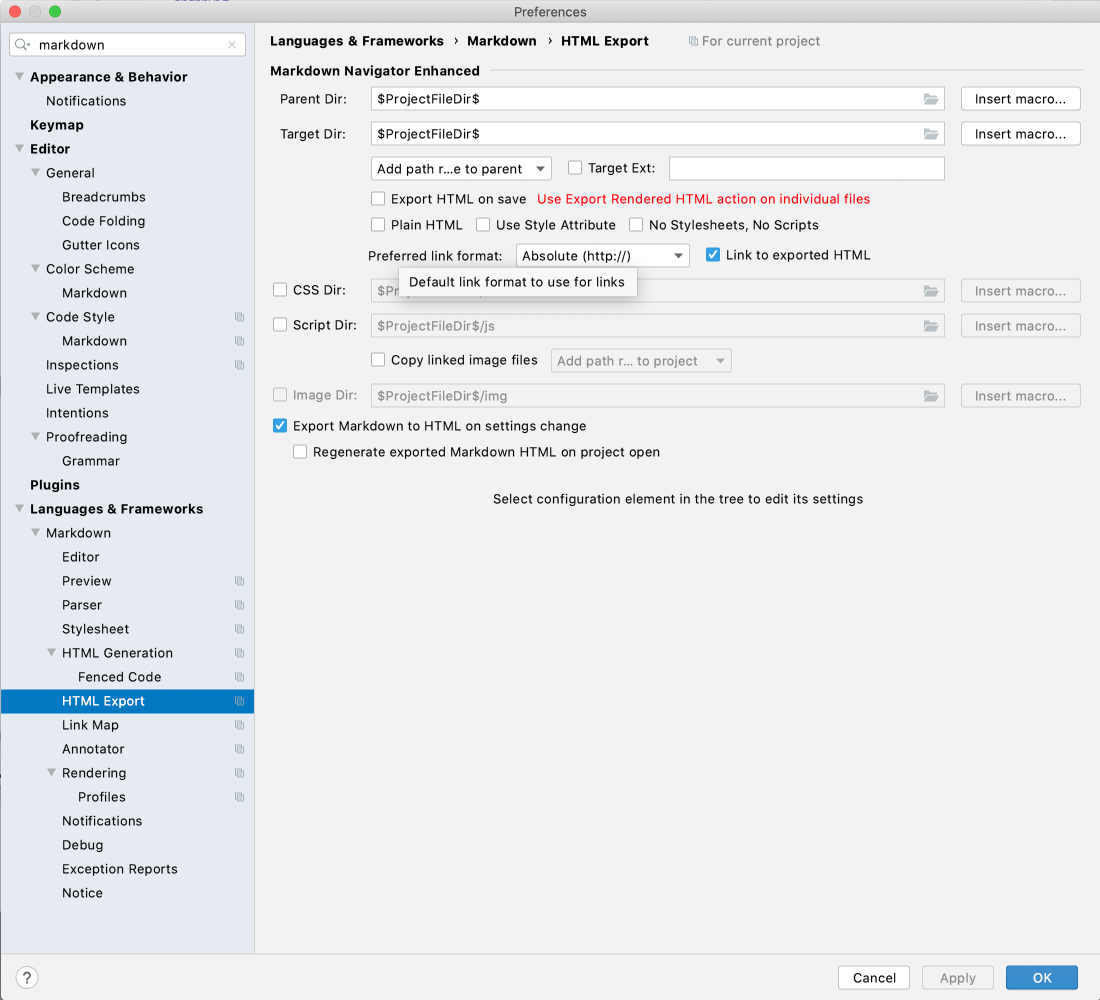 Preferences
markdown
Appearance & Behavior
Notifications
Keymap
Editor
General
Breadcrumbs
Code Folding
Gutter Icons
Color Scheme
Markdown
Code Style
Markdown
Inspections
Live Templates
Intentions
Proofreading
Grammar
Plugins
Languages & Frameworks
Markdown
Editor
Preview
Parser
Stylesheet
HTML Generation
Fenced Code
HTML Export
Link Map
Annotator
Rendering
Profiles
Notifications
Debug
Exception Reports
Notice
Languages & Frameworks › Markdown › HTML Export For current project
Markdown Navigator Enhanced
Parent Dir: $ProjectFileDir$ Insert macro...
Target Dir: $ProjectFileDir$ Insert macro...
Add path r...e to parent Target Ext:
Export HTML on save Use Export Rendered HTML action on individual files
Plain HTML Use Style Attribute No Stylesheets, No Scripts
Preferred link format: Absolute (http://) Link to exported HTML
Default link format to use for links
CSS Dir: Insert macro...
Script Dir: $ProjectFileDir$/js Insert macro...
Copy linked image files Add path r... to project
Image Dir: $ProjectFileDir$/img Insert macro...
Export Markdown to HTML on settings change
Regenerate exported Markdown HTML on project open
Select configuration element in the tree to edit its settings
? Cancel Apply OK